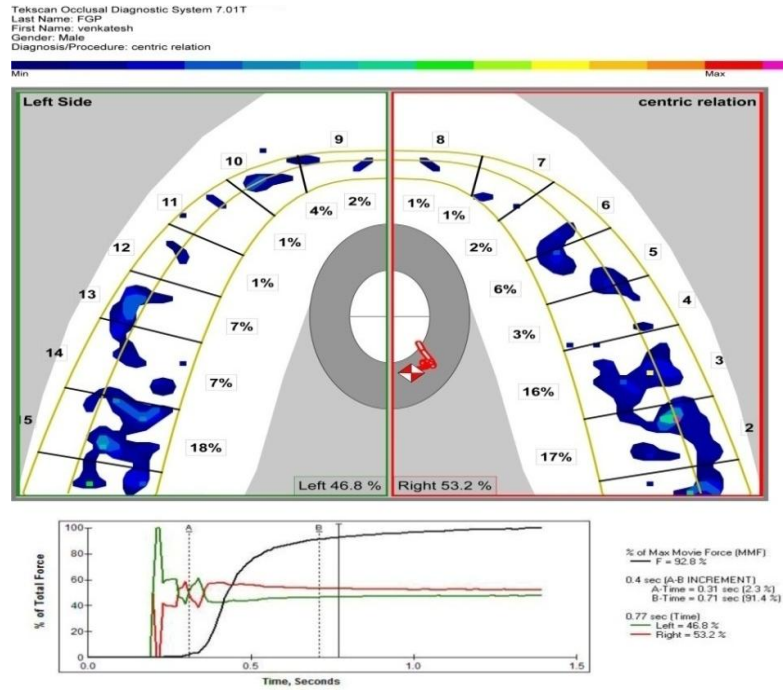 Tekscan Occlusal Diagnostic System 7.01T
Last Name: FGP
First Name: venkatesh
Gender: Male
Diagnosis/Procedure: centric relation
Min Max
Left Side centric relation
9 8
10 7
11 6
12 5
13 4
14 3
15 2
4% 2% 1% 1%
1% 2%
1% 6%
7% 3%
7% 16%
18% 17%
Left 46.8 % Right 53.2 %
% of Total Force
100
80
60
40
20
0
A B
0.0 0.5 1.0 1.5
Time, Seconds
% of Max Movie Force (MMF)
F = 92.8 %
0.4 sec (A-B INCREMENT)
A-Time = 0.31 sec (2.3 %)
B-Time = 0.71 sec (91.4 %)
0.77 sec (Time)
Left = 46.8 %
Right = 53.2 %